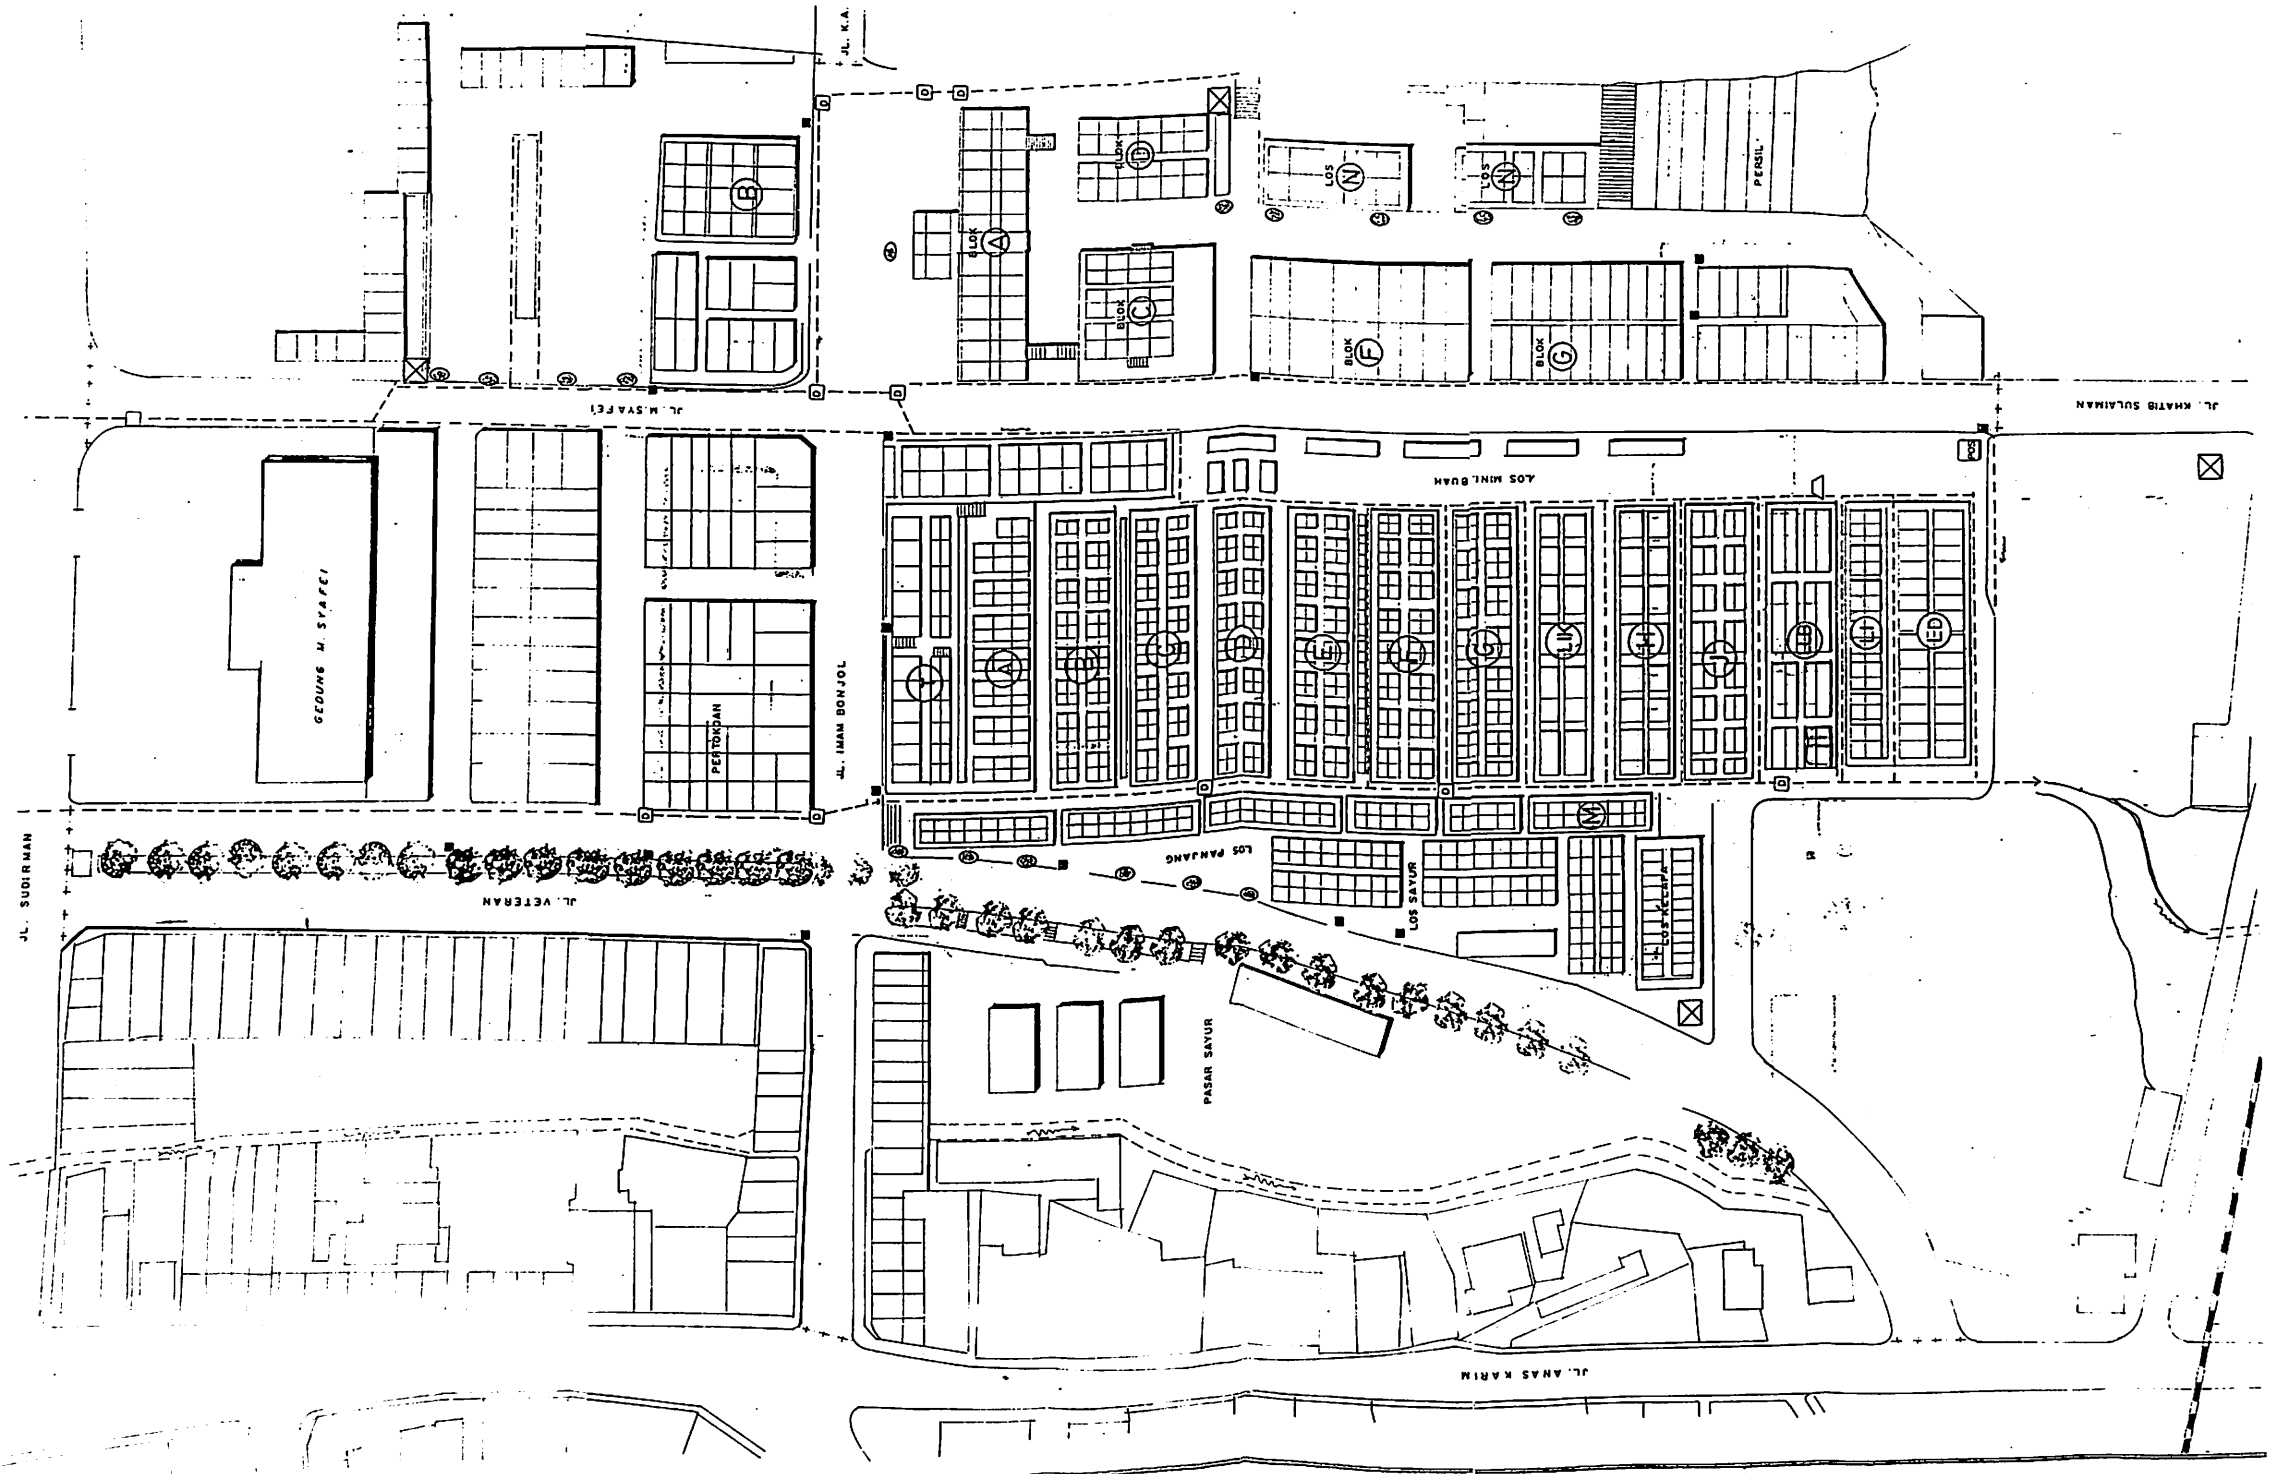 JL. K.A.
B
BLOK
A
BLOK
D
BLOK
C
LOS
N
LOS
N
PERSIL
BLOK
F
BLOK
G
JL. M. SYAFEI
JL. KHATIB SULAIMAN
GEDUNG M. SYAFEI
PERTOKOAN
JL. IMAM BONJOL
LOS MINI BUAH
POS
A
B
C
D
E
F
G
LK
H
J
LI
LOS PANJANG
M
LOS SAYUR
LOS KELAPA
JL. SUDIRMAN
JL. VETERAN
PASAR SAYUR
JL. ANAS KARIM
D
D
D
D
D
D
D
D
D
D